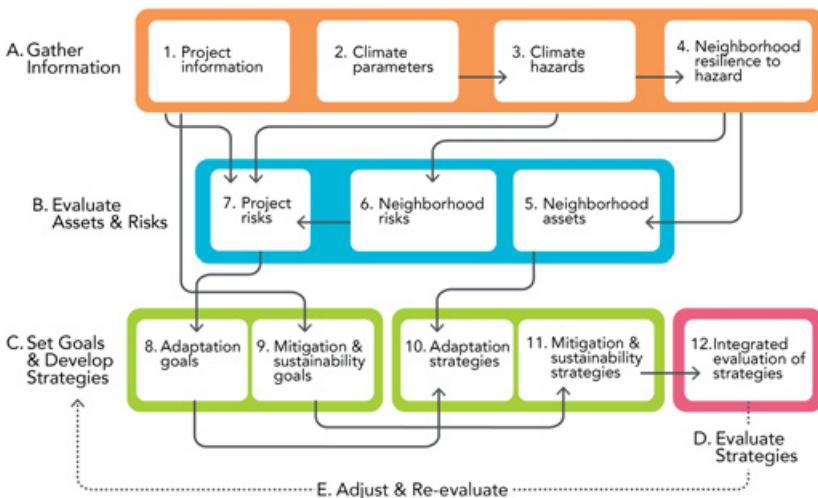 A. Gather
Information
1. Project
information
2. Climate
parameters
3. Climate
hazards
4. Neighborhood
resilience to
hazard
B. Evaluate
Assets & Risks
7. Project
risks
6. Neighborhood
risks
5. Neighborhood
assets
C. Set Goals
& Develop
Strategies
8. Adaptation
goals
9. Mitigation &
sustainability
goals
10. Adaptation
strategies
11. Mitigation &
sustainability
strategies
12. Integrated
evaluation of
strategies
D. Evaluate
Strategies
E. Adjust & Re-evaluate